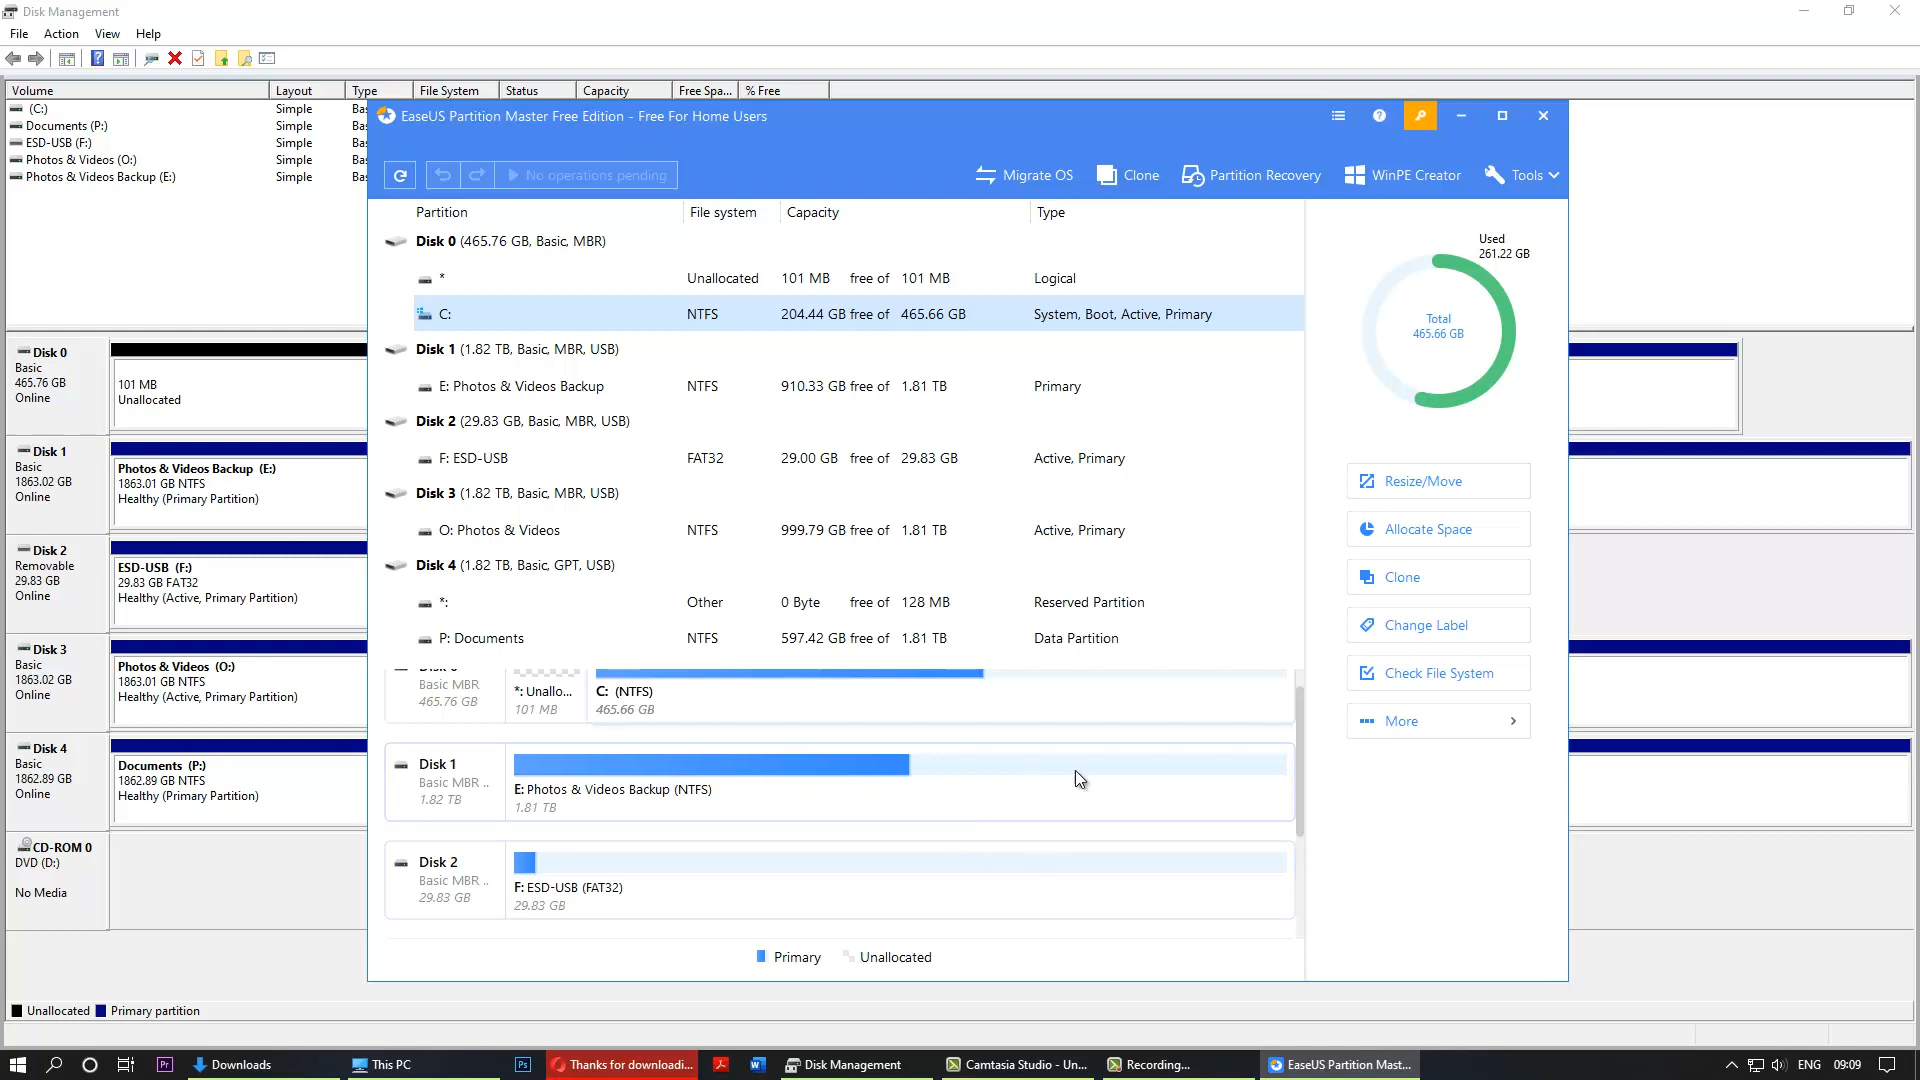 Disk Management
File Action View Help
Volume Layout Type File System Status Capacity Free Spa... % Free
(C:) Simple Bas
Documents (P:) Simple Bas
ESD-USB (F:) Simple Bas
Photos & Videos (O:) Simple Bas
Photos & Videos Backup (E:) Simple Bas
Disk 0
Basic
465.76 GB
Online
101 MB
Unallocated
Disk 1
Basic
1863.02 GB
Online
Photos & Videos Backup (E:)
1863.01 GB NTFS
Healthy (Primary Partition)
Disk 2
Removable
29.83 GB
Online
ESD-USB (F:)
29.83 GB FAT32
Healthy (Active, Primary Partition)
Disk 3
Basic
1863.02 GB
Online
Photos & Videos (O:)
1863.01 GB NTFS
Healthy (Active, Primary Partition)
Disk 4
Basic
1862.89 GB
Online
Documents (P:)
1862.89 GB NTFS
Healthy (Primary Partition)
CD-ROM 0
DVD (D:)
No Media
Unallocated Primary partition
EaseUS Partition Master Free Edition - Free For Home Users
No operations pending Migrate OS Clone Partition Recovery WinPE Creator Tools
Partition File system Capacity Type
Disk 0 (465.76 GB, Basic, MBR)
* Unallocated 101 MB free of 101 MB Logical
C: NTFS 204.44 GB free of 465.66 GB System, Boot, Active, Primary
Disk 1 (1.82 TB, Basic, MBR, USB)
E: Photos & Videos Backup NTFS 910.33 GB free of 1.81 TB Primary
Disk 2 (29.83 GB, Basic, MBR, USB)
F: ESD-USB FAT32 29.00 GB free of 29.83 GB Active, Primary
Disk 3 (1.82 TB, Basic, MBR, USB)
O: Photos & Videos NTFS 999.79 GB free of 1.81 TB Active, Primary
Disk 4 (1.82 TB, Basic, GPT, USB)
*: Other 0 Byte free of 128 MB Reserved Partition
P: Documents NTFS 597.42 GB free of 1.81 TB Data Partition
Basic MBR
465.76 GB
*: Unallo...
101 MB
C: (NTFS)
465.66 GB
Disk 1
Basic MBR ..
1.82 TB
E: Photos & Videos Backup (NTFS)
1.81 TB
Disk 2
Basic MBR ..
29.83 GB
F: ESD-USB (FAT32)
29.83 GB
Primary Unallocated
Used
261.22 GB
Total
465.66 GB
Resize/Move
Allocate Space
Clone
Change Label
Check File System
More
Pr Downloads This PC Ps Thanks for downloadi... Disk Management Camtasia Studio - Un... Recording... EaseUS Partition Mast... ENG 09:09